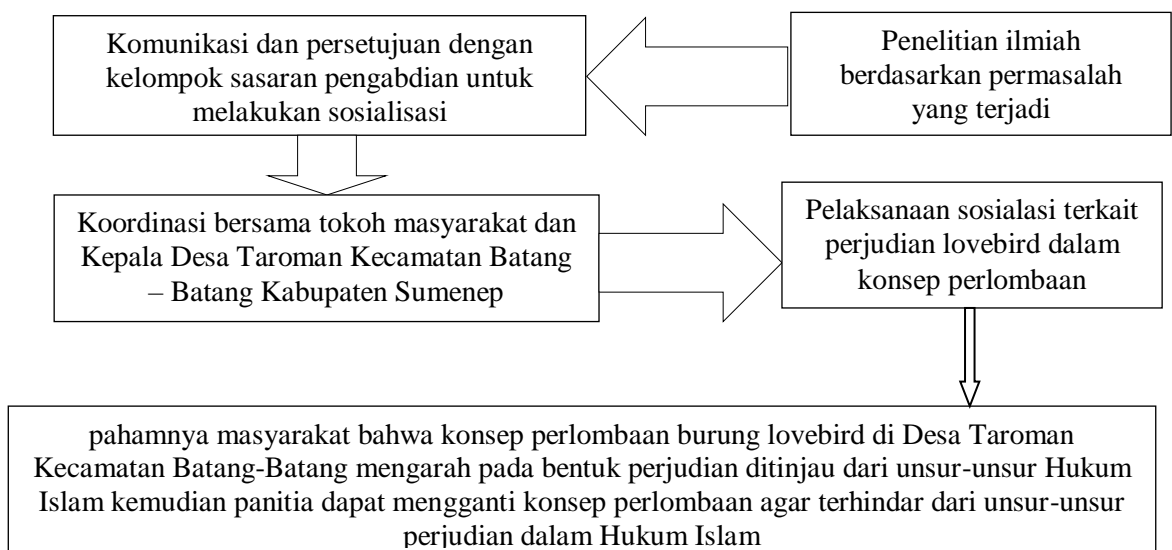 Komunikasi dan persetujuan dengan
kelompok sasaran pengabdian untuk
melakukan sosialisasi
Penelitian ilmiah
berdasarkan permasalah
yang terjadi
Koordinasi bersama tokoh masyarakat dan
Kepala Desa Taroman Kecamatan Batang
– Batang Kabupaten Sumenep
Pelaksanaan sosialasi terkait
perjudian lovebird dalam
konsep perlombaan
pahamnya masyarakat bahwa konsep perlombaan burung lovebird di Desa Taroman
Kecamatan Batang-Batang mengarah pada bentuk perjudian ditinjau dari unsur-unsur Hukum
Islam kemudian panitia dapat mengganti konsep perlombaan agar terhindar dari unsur-unsur
perjudian dalam Hukum Islam